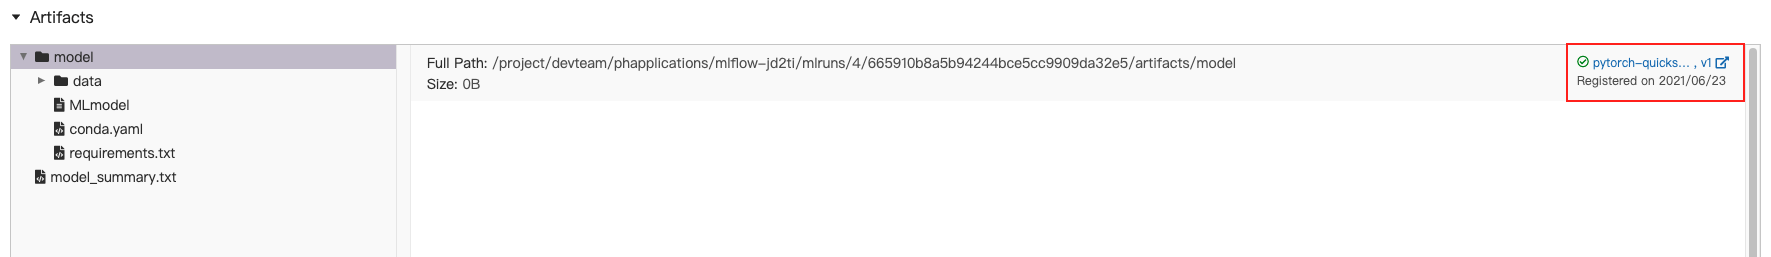 Artifacts
model
data
MLmodel
conda.yaml
requirements.txt
model_summary.txt
Full Path: /project/devteam/phapplications/mlflow-jd2ti/mlruns/4/665910b8a5b94244bce5cc9909da32e5/artifacts/model
Size: 0B
pytorch-quicks... , v1
Registered on 2021/06/23